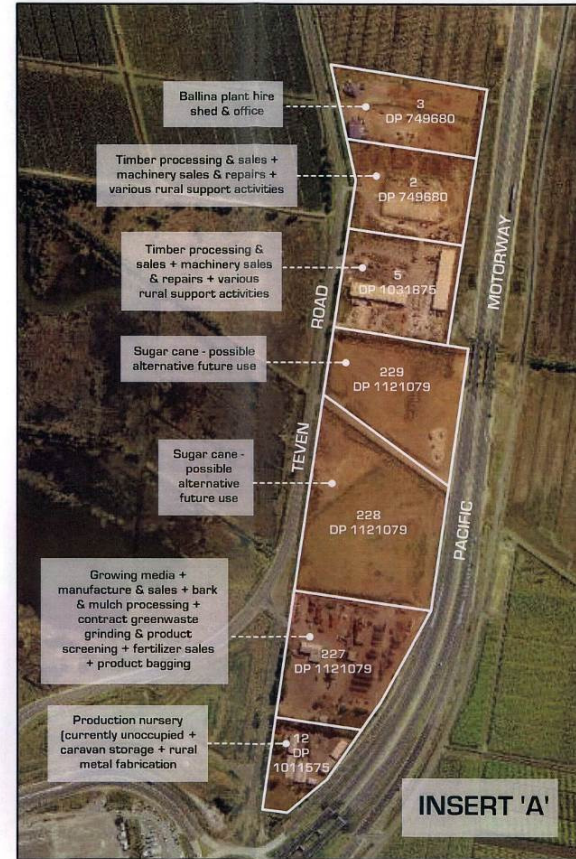 Ballina plant hire
shed & office
3
DP 749680
Timber processing & sales +
machinery sales & repairs +
various rural support activities
2
DP 749680
Timber processing &
sales + machinery sales
& repairs + various
rural support activities
5
DP 1031875
MOTORWAY
ROAD
Sugar cane - possible
alternative future use
229
DP 1121079
TEVEN
Sugar cane -
possible
alternative
future use
228
DP 1121079
PACIFIC
Growing media +
manufacture & sales + bark
& mulch processing +
contract greenwaste
grinding & product
screening + fertilizer sales
+ product bagging
227
DP 1121079
Production nursery
(currently unoccupied +
caravan storage + rural
metal fabrication
12
DP
1011575
INSERT 'A'